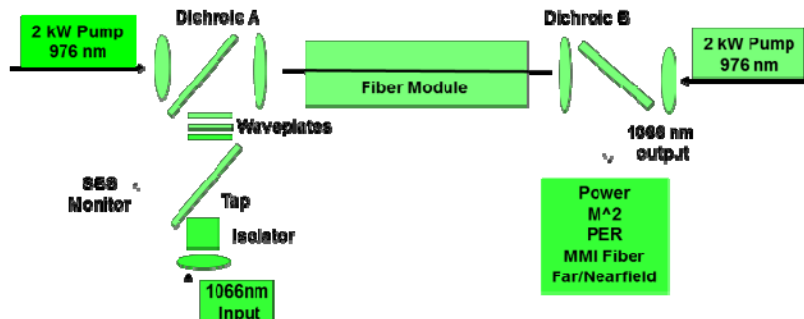 Dichroic A
Dichroic B
2 kW Pump
976 nm
2 kW Pump
976 nm
Fiber Module
Waveplates
1066 nm
output
SBS
Monitor
Tap
Isolator
Power
M^2
PER
MMI Fiber
Far/Nearfield
1066nm
Input